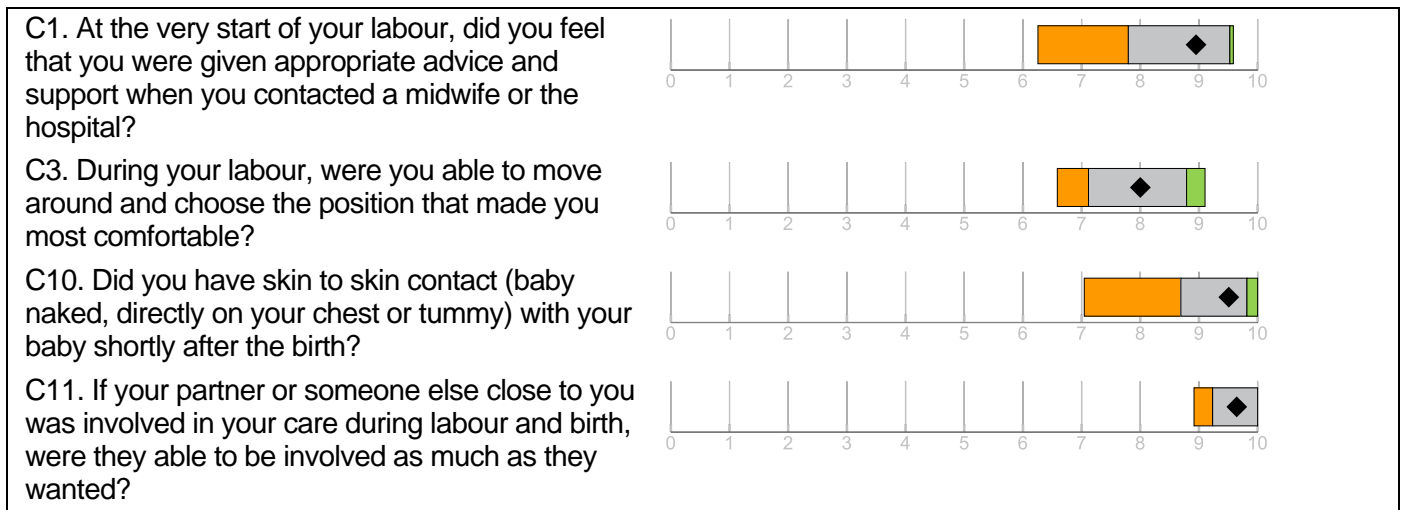 C1. At the very start of your labour, did you feel
that you were given appropriate advice and
support when you contacted a midwife or the
hospital?
0 1 2 3 4 5 6 7 8 9 10
C3. During your labour, were you able to move
around and choose the position that made you
most comfortable?
0 1 2 3 4 5 6 7 8 9 10
C10. Did you have skin to skin contact (baby
naked, directly on your chest or tummy) with your
baby shortly after the birth?
0 1 2 3 4 5 6 7 8 9 10
C11. If your partner or someone else close to you
was involved in your care during labour and birth,
were they able to be involved as much as they
wanted?
0 1 2 3 4 5 6 7 8 9 10